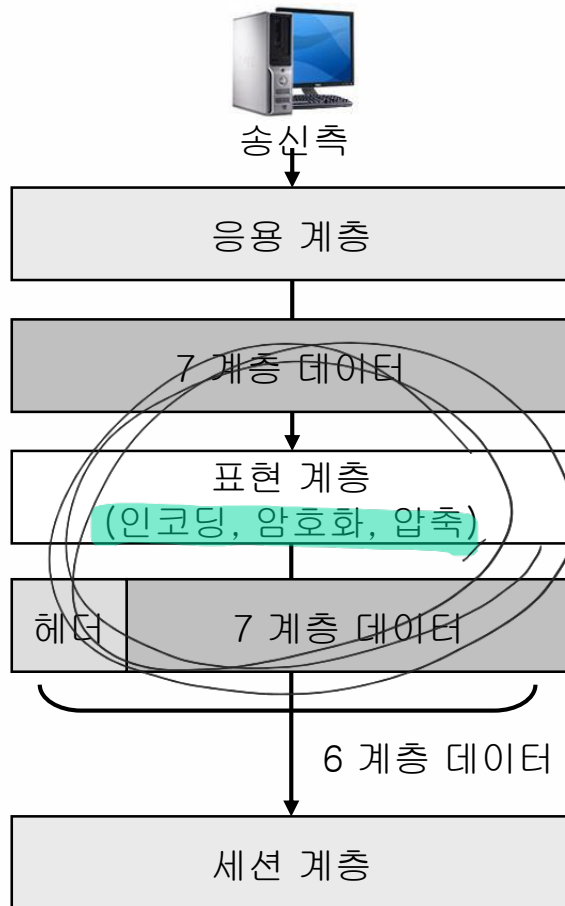 송신측
응용 계층
7 계층 데이터
표현 계층
(인코딩, 암호화, 압축)
헤더 7 계층 데이터
6 계층 데이터
세션 계층